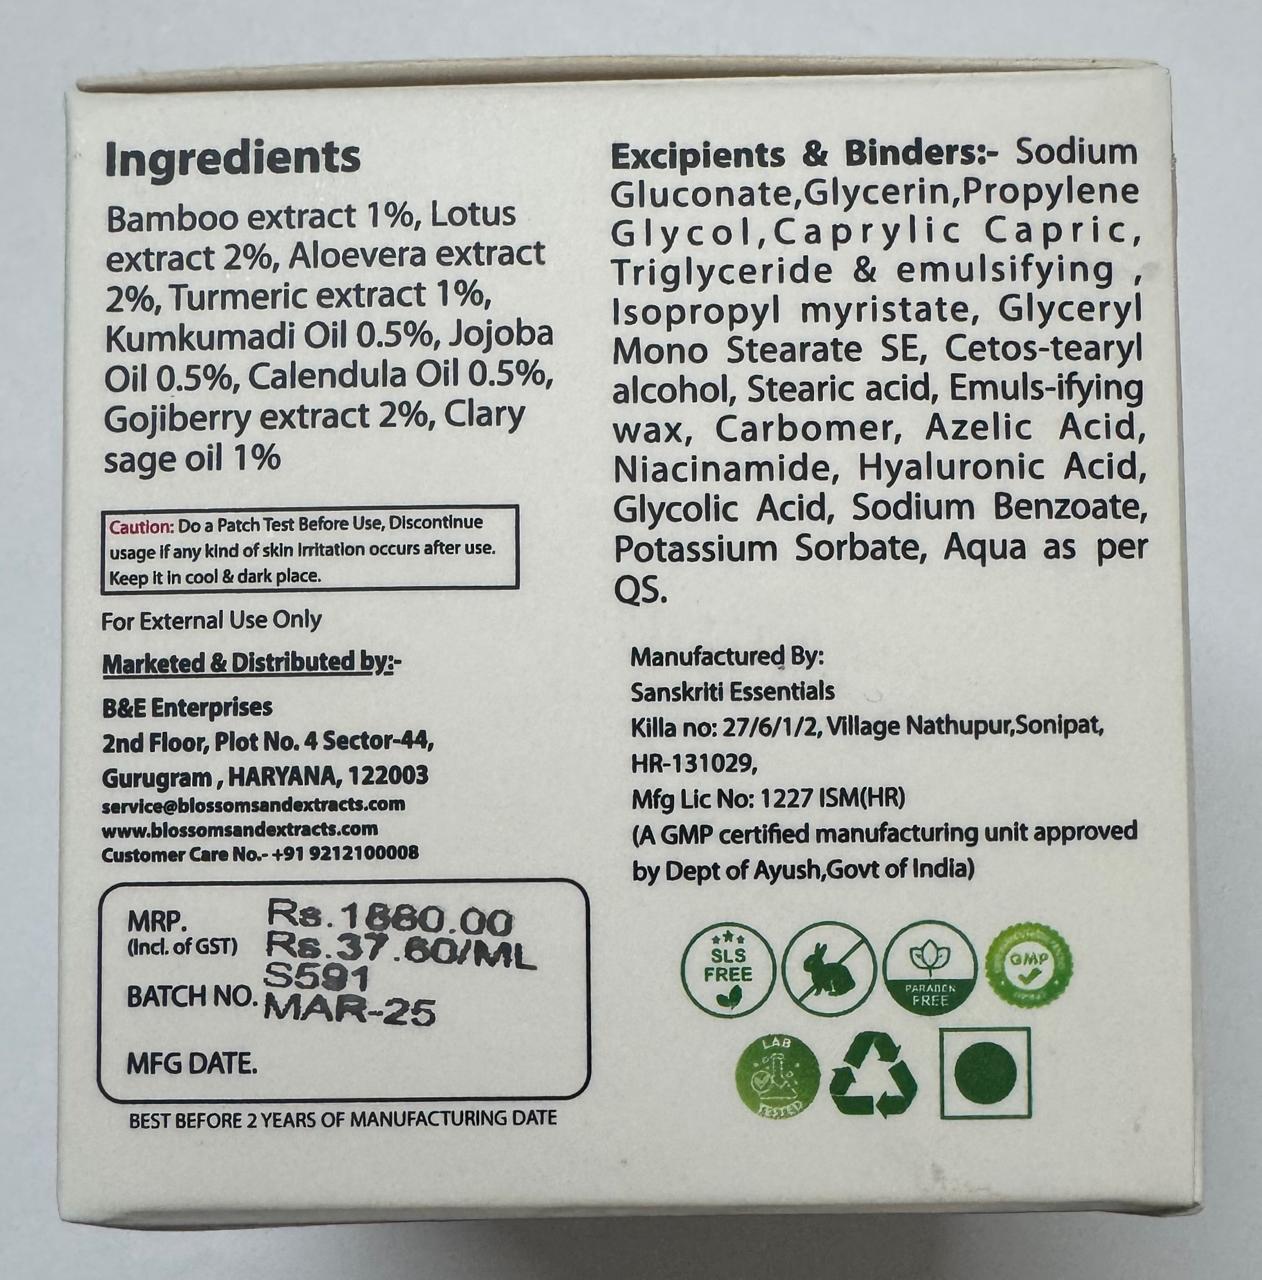 Ingredients
Bamboo extract 1%, Lotus
extract 2%, Aloevera extract
2%, Turmeric extract 1%,
Kumkumadi Oil 0.5%, Jojoba
Oil 0.5%, Calendula Oil 0.5%,
Gojiberry extract 2%, Clary
sage oil 1%
Caution: Do a Patch Test Before Use, Discontinue
usage if any kind of skin irritation occurs after use.
Keep it in cool & dark place.
For External Use Only
Marketed & Distributed by:-
B&E Enterprises
2nd Floor, Plot No. 4 Sector-44,
Gurugram , HARYANA, 122003
service@blossomsandextracts.com
www.blossomsandextracts.com
Customer Care No.- +91 9212100008
MRP. Rs.1880.00
(Incl. of GST) Rs.37.60/ML
S591
BATCH NO. MAR-25
MFG DATE.
BEST BEFORE 2 YEARS OF MANUFACTURING DATE
Excipients & Binders:- Sodium
Gluconate,Glycerin,Propylene
Glycol,Caprylic Capric,
Triglyceride & emulsifying ,
Isopropyl myristate, Glyceryl
Mono Stearate SE, Cetos-tearyl
alcohol, Stearic acid, Emuls-ifying
wax, Carbomer, Azelic Acid,
Niacinamide, Hyaluronic Acid,
Glycolic Acid, Sodium Benzoate,
Potassium Sorbate, Aqua as per
QS.
Manufactured By:
Sanskriti Essentials
Killa no: 27/6/1/2, Village Nathupur,Sonipat,
HR-131029,
Mfg Lic No: 1227 ISM(HR)
(A GMP certified manufacturing unit approved
by Dept of Ayush,Govt of India)
SLS
FREE
PARABEN
FREE
GMP
LAB
TESTED